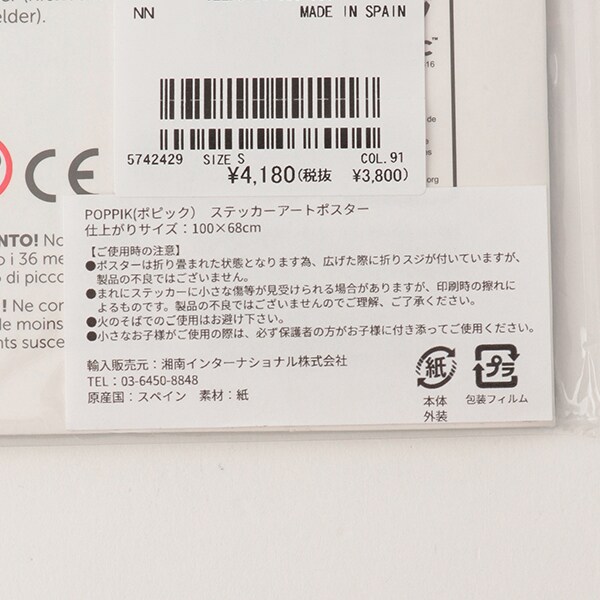 elder).
NN
MADE IN SPAIN
16
5742429 SIZE S COL.91
¥4,180(税抜 ¥3,800)
CE
.org
NTO! No
o i 36 me
o di picco
! Ne con
de moins
nts susce
POPPIK(ポピック) ステッカーアートポスター
仕上がりサイズ：100×68cm
【ご使用時の注意】
●ポスターは折り畳まれた状態となります為、広げた際に折りスジが付いていますが、
製品の不良ではございません。
●まれにステッカーに小さな傷等が見受けられる場合がありますが、印刷時の擦れに
よるものです。製品の不良ではございませんのでご理解、ご了承ください。
●火のそばでのご使用はお避け下さい。
●小さなお子様がご使用の際は、必ず保護者の方がお子様に付き添ってご使用ください。
輸入販売元：湘南インターナショナル株式会社
TEL：03-6450-8848
原産国：スペイン 素材：紙
紙
本体
外装
プラ
包装フィルム